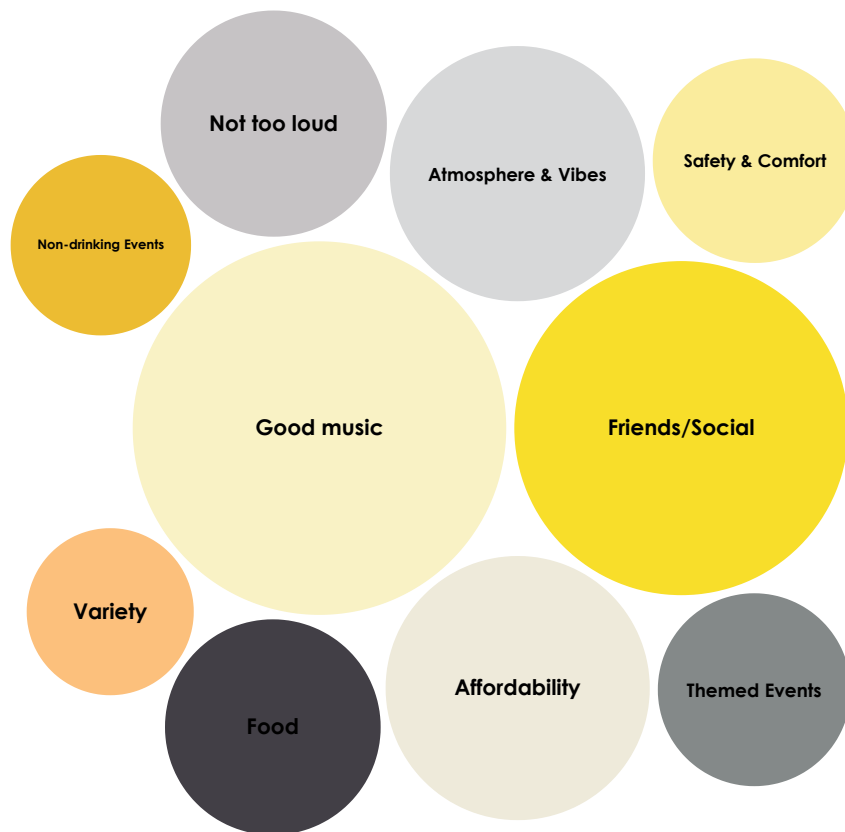 Not too loud
Atmosphere & Vibes
Safety & Comfort
Non-drinking Events
Good music
Friends/Social
Variety
Food
Affordability
Themed Events